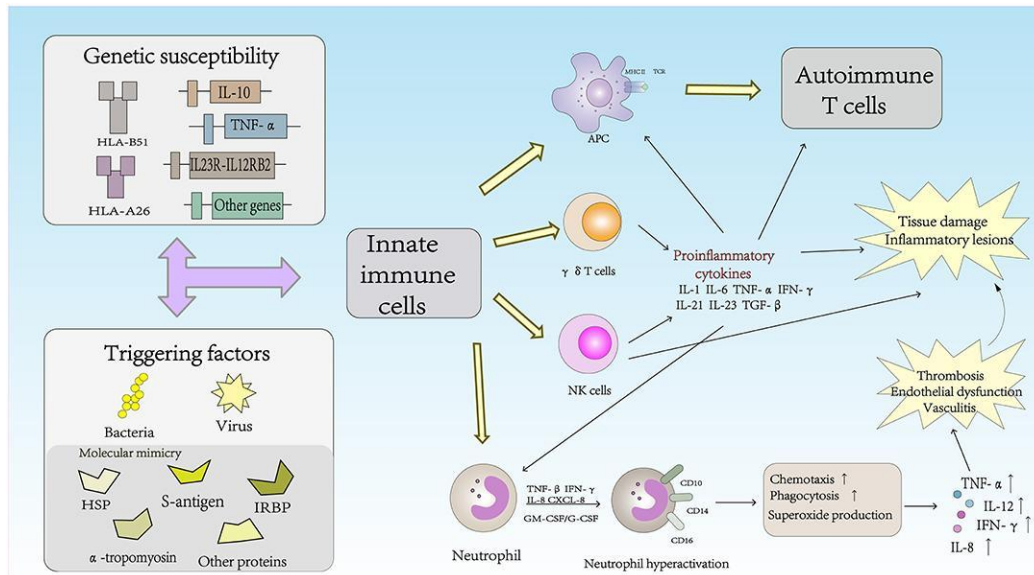 Genetic susceptibility
HLA-B51
HLA-A26
IL-10
TNF- α
IL23R-IL12RB2
Other genes
Triggering factors
Bacteria
Virus
Molecular mimicry
HSP
S-antigen
IRBP
α -tropomyosin
Other proteins
Innate
immune
cells
MHC II TCR
APC
γ δ T cells
NK cells
Neutrophil
Autoimmune
T cells
Proinflammatory
cytokines
IL-1 IL-6 TNF- α IFN- γ
IL-21 IL-23 TGF- β
Tissue damage
Inflammatory lesions
Thrombosis
Endothelial dysfunction
Vasculitis
TNF- β IFN- γ
IL-8 CXCL-8
GM-CSF/G-CSF
CD10
CD14
CD16
Neutrophil hyperactivation
Chemotaxis ↑
Phagocytosis ↑
Superoxide production
TNF- α ↑
IL-12 ↑
IFN- γ ↑
IL-8 ↑